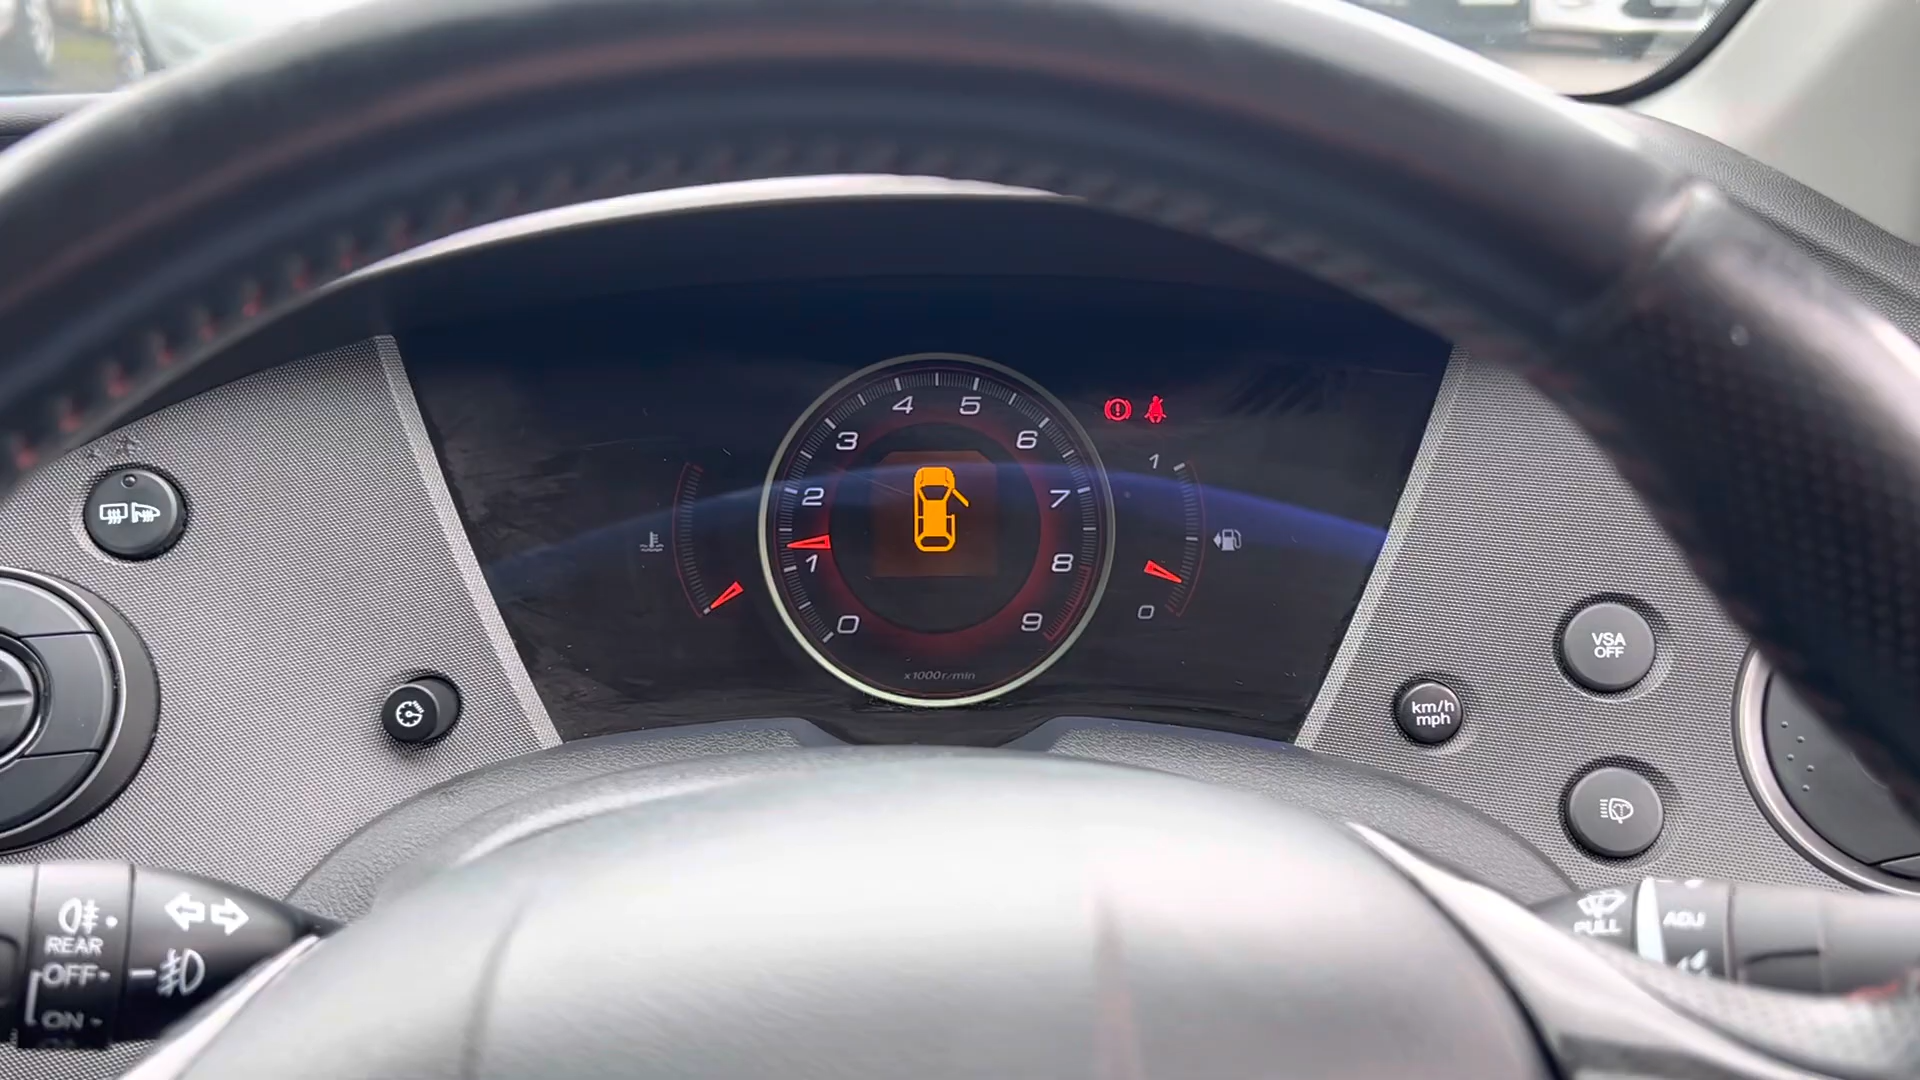 4 5
3 6
1
2 7
1 8
0 9
0
x1000r/min
VSA
OFF
km/h
mph
REAR
OFF
ON
PULL
ADJ